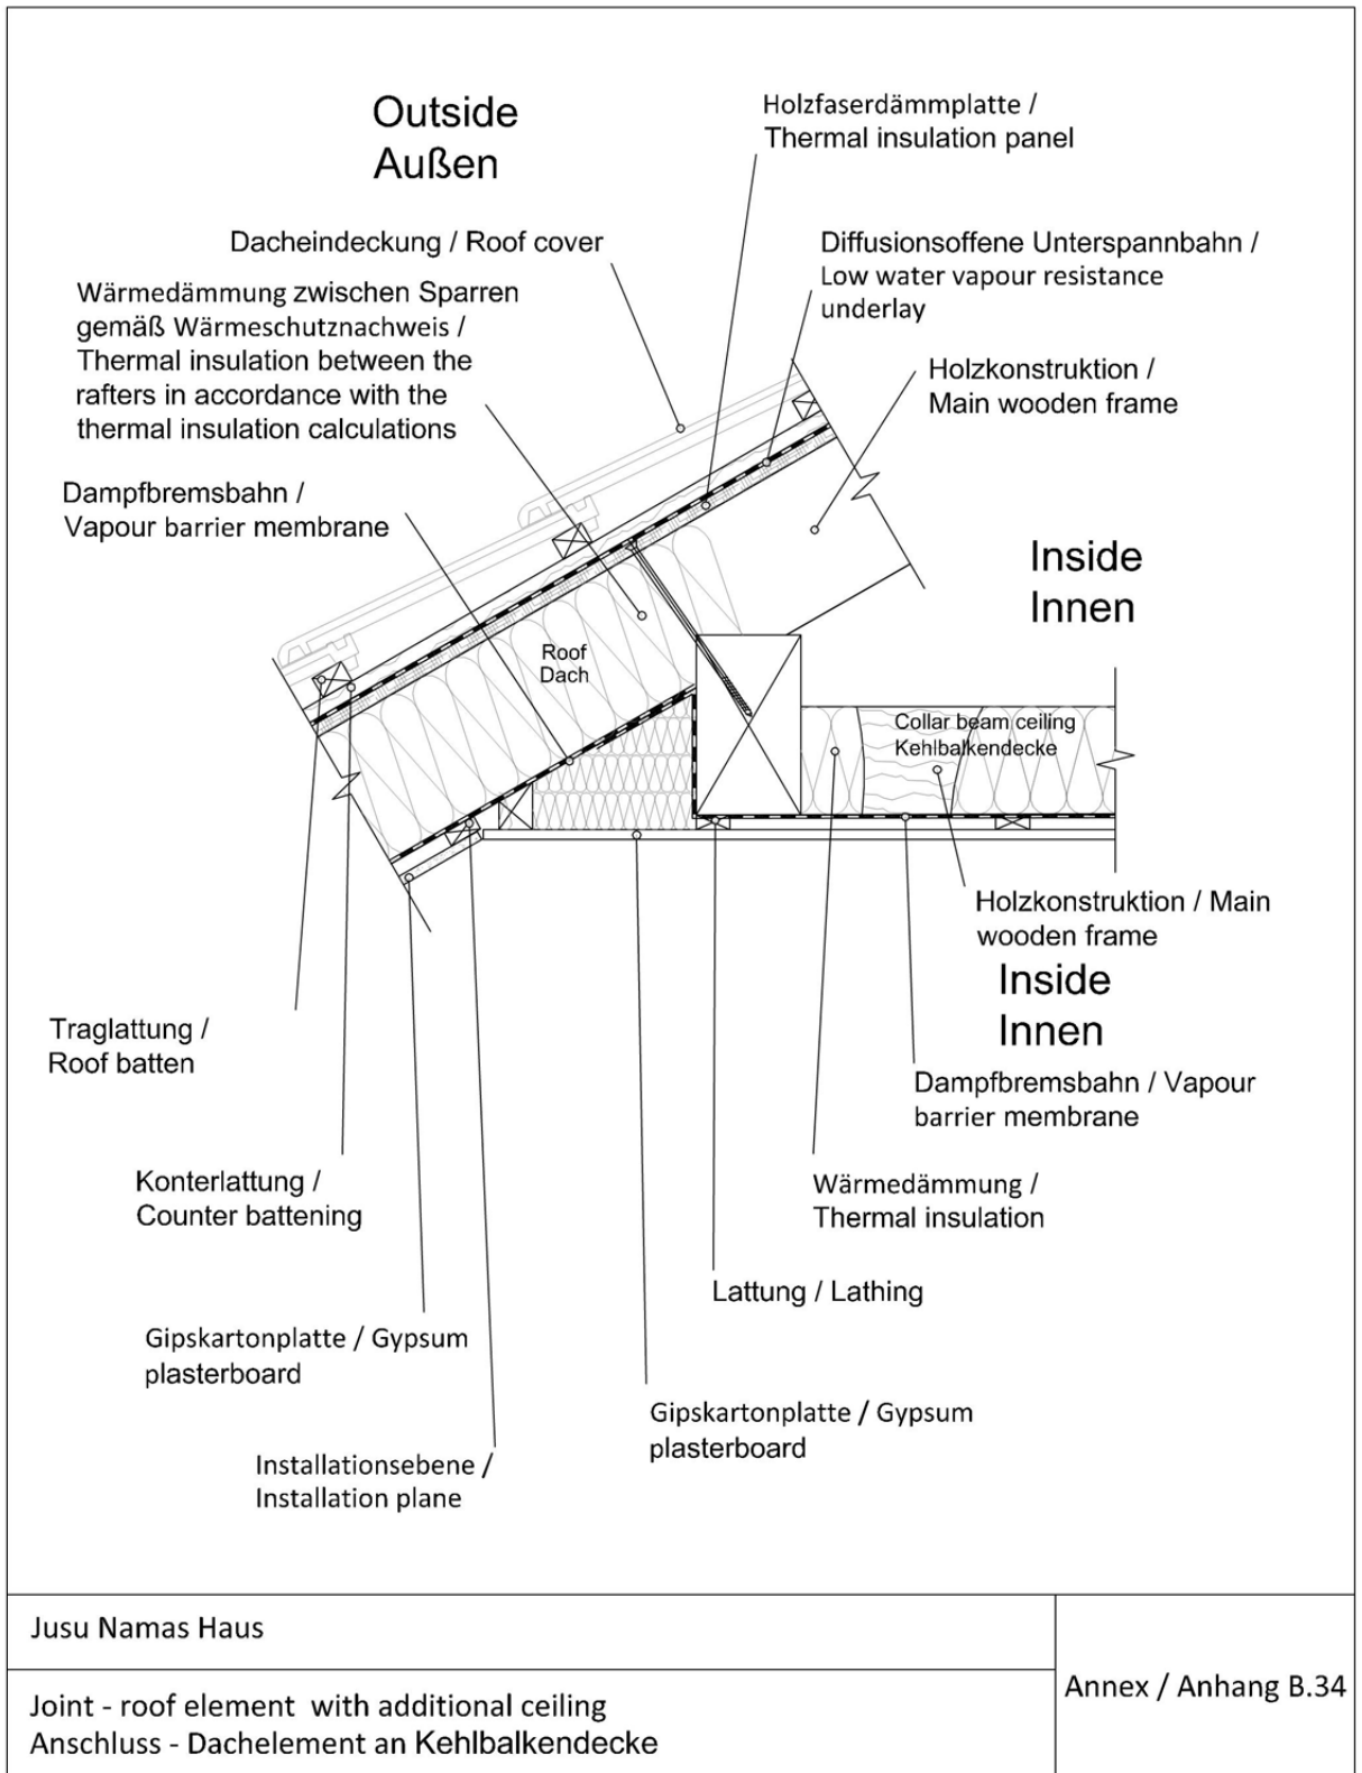 Outside
Außen
Holzfaserdämmplatte /
Thermal insulation panel
Dacheindeckung / Roof cover
Diffusionsoffene Unterspannbahn /
Low water vapour resistance
underlay
Wärmedämmung zwischen Sparren
gemäß Wärmeschutznachweis /
Thermal insulation between the
rafters in accordance with the
thermal insulation calculations
Holzkonstruktion /
Main wooden frame
Dampfbremsbahn /
Vapour barrier membrane
Inside
Innen
Roof
Dach
Collar beam ceiling
Kehlbalkendecke
Holzkonstruktion / Main
wooden frame
Inside
Innen
Traglattung /
Roof batten
Dampfbremsbahn / Vapour
barrier membrane
Konterlattung /
Counter battening
Wärmedämmung /
Thermal insulation
Lattung / Lathing
Gipskartonplatte / Gypsum
plasterboard
Gipskartonplatte / Gypsum
plasterboard
Installationsebene /
Installation plane
Jusu Namas Haus
Joint - roof element  with additional ceiling
Anschluss - Dachelement an Kehlbalkendecke
Annex / Anhang B.34